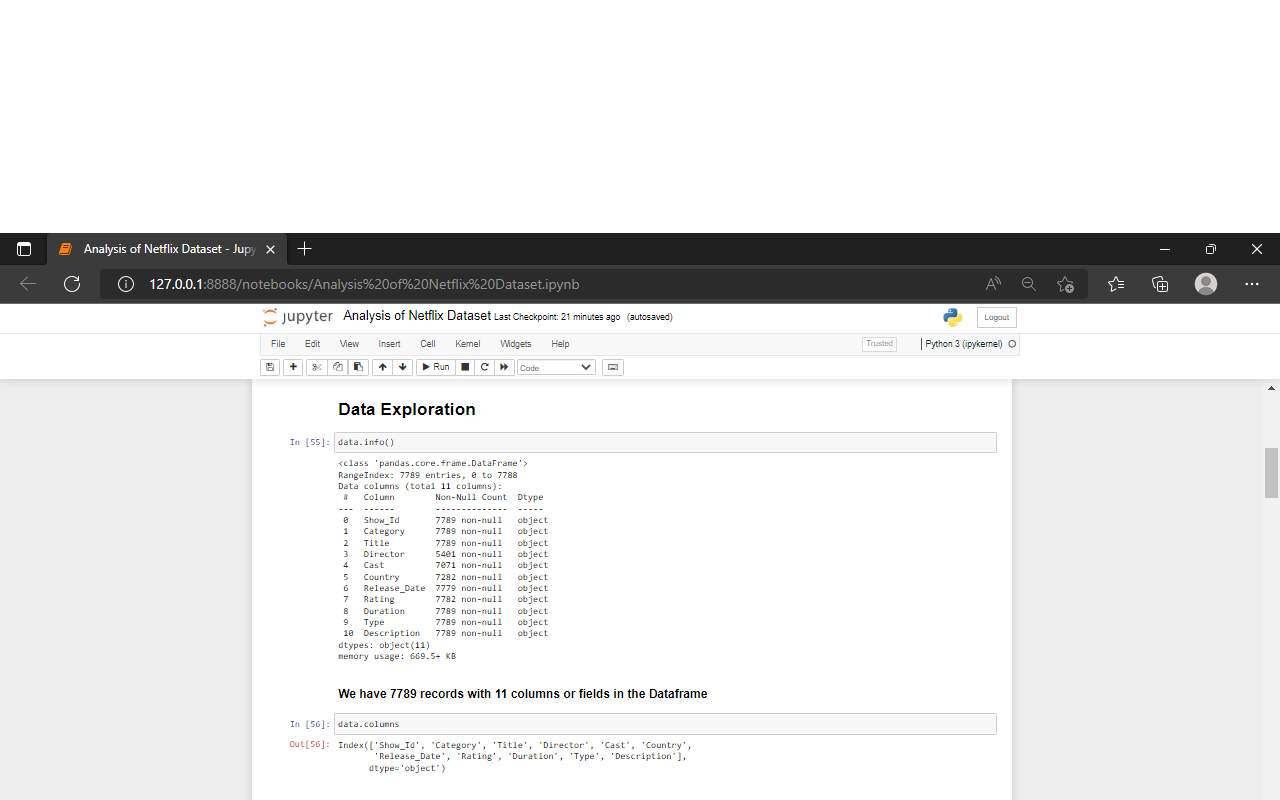 Analysis of Netflix Dataset - Jupy
127.0.0.1:8888/notebooks/Analysis%20of%20Netflix%20Dataset.ipynb
jupyter Analysis of Netflix Dataset Last Checkpoint: 21 minutes ago (autosaved)
Logout
File Edit View Insert Cell Kernel Widgets Help Trusted Python 3 (ipykernel)
Run Code
Data Exploration
In [55]: data.info()
<class 'pandas.core.frame.DataFrame'>
RangeIndex: 7789 entries, 0 to 7788
Data columns (total 11 columns):
# Column Non-Null Count Dtype
--- ------ -------------- -----
0 Show_Id 7789 non-null object
1 Category 7789 non-null object
2 Title 7789 non-null object
3 Director 5401 non-null object
4 Cast 7071 non-null object
5 Country 7282 non-null object
6 Release_Date 7779 non-null object
7 Rating 7782 non-null object
8 Duration 7789 non-null object
9 Type 7789 non-null object
10 Description 7789 non-null object
dtypes: object(11)
memory usage: 669.5+ KB
We have 7789 records with 11 columns or fields in the Dataframe
In [56]: data.columns
Out[56]: Index(['Show_Id', 'Category', 'Title', 'Director', 'Cast', 'Country',
'Release_Date', 'Rating', 'Duration', 'Type', 'Description'],
dtype='object')